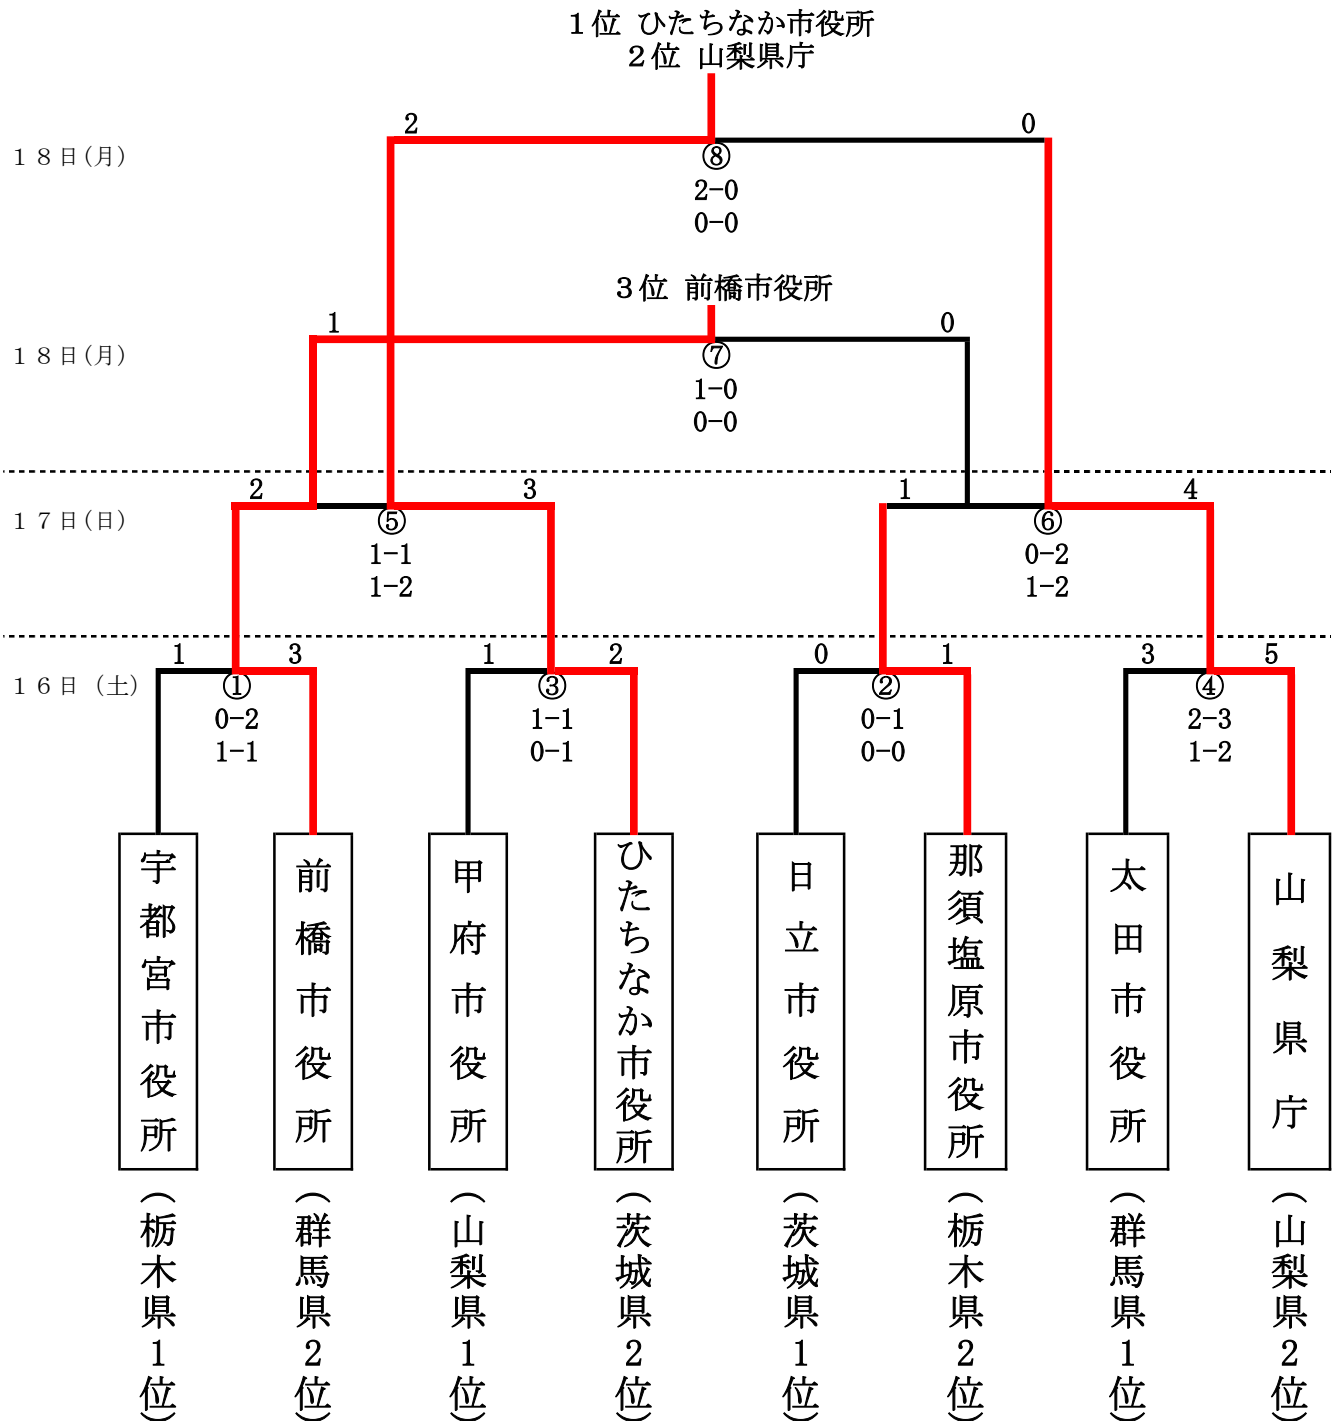 １位 ひたちなか市役所
２位 山梨県庁
2
0
１８日(月)
⑧
2-0
0-0
３位 前橋市役所
1
0
１８日(月)
⑦
1-0
0-0
2
3
1
4
１７日(日)
⑤
1-1
1-2
⑥
0-2
1-2
1
3
1
2
0
1
3
5
１６日 (土)
①
0-2
1-1
③
1-1
0-1
②
0-1
0-0
④
2-3
1-2
宇都宮市役所
前橋市役所
甲府市役所
ひたちなか市役所
日立市役所
那須塩原市役所
太田市役所
山梨県庁
(栃木県1位)
(群馬県2位)
(山梨県1位)
(茨城県2位)
(茨城県1位)
(栃木県2位)
(群馬県1位)
(山梨県2位)